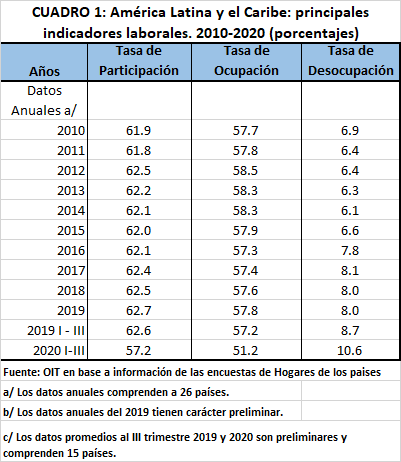 CUADRO 1: América Latina y el Caribe: principales
indicadores laborales. 2010-2020 (porcentajes)
Años Tasa de Participación Tasa de Ocupación Tasa de Desocupación
Datos
Anuales a/
2010 61.9 57.7 6.9
2011 61.8 57.8 6.4
2012 62.5 58.5 6.4
2013 62.2 58.3 6.3
2014 62.1 58.3 6.1
2015 62.0 57.9 6.6
2016 62.1 57.3 7.8
2017 62.4 57.4 8.1
2018 62.5 57.6 8.0
2019 62.7 57.8 8.0
2019 I - III 62.6 57.2 8.7
2020 I-III 57.2 51.2 10.6
Fuente: OIT en base a información de las encuestas de Hogares de los paises
a/ Los datos anuales comprenden a 26 países.
b/ Los datos anuales del 2019 tienen carácter preliminar.
c/ Los datos promedios al III trimestre 2019 y 2020 son preliminares y
comprenden 15 países.